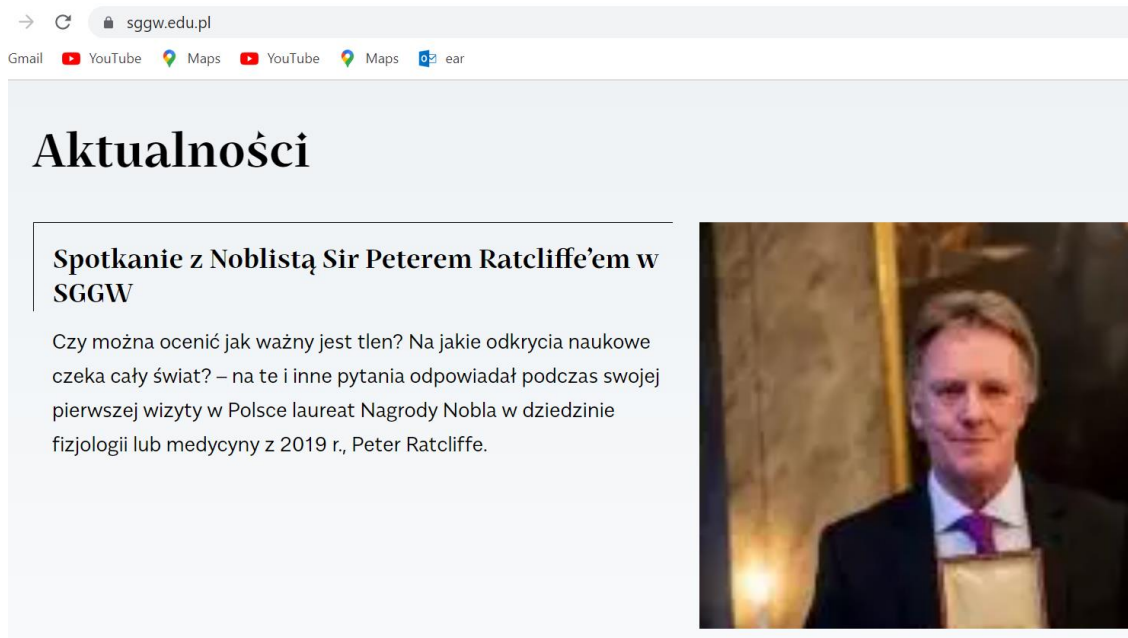 sggw.edu.pl
Gmail YouTube Maps YouTube Maps ear
Aktualności
Spotkanie z Noblistą Sir Peterem Ratcliffe’em w
SGGW
Czy można ocenić jak ważny jest tlen? Na jakie odkrycia naukowe
czeka cały świat? – na te i inne pytania odpowiadał podczas swojej
pierwszej wizyty w Polsce laureat Nagrody Nobla w dziedzinie
fizjologii lub medycyny z 2019 r., Peter Ratcliffe.